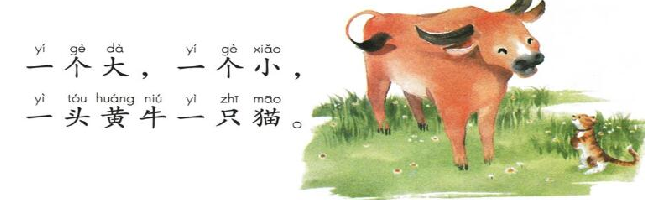 yí gè dà yí gè xiǎo
一个大，一个小，
yì tóu huáng niú yì zhī māo
一头黄牛一只猫。